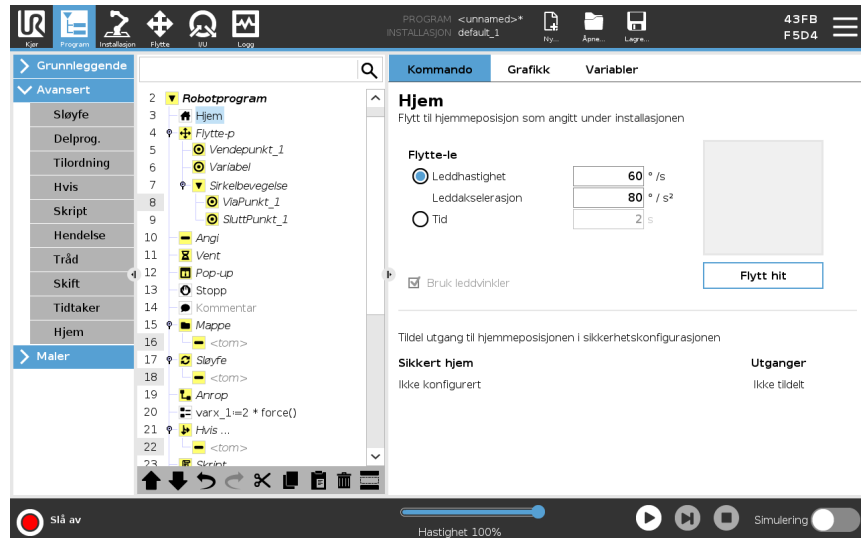 UR
PROGRAM <unnamed>*
INSTALLASJON default_1
43FB
F5D4
Kjør
Program
Installasjon
Flytte
I/U
Logg
Ny...
Åpne...
Lagre...
Grunnleggende
Avansert
Sløyfe
Delprog.
Tilordning
Hvis
Skript
Hendelse
Tråd
Skift
Tidtaker
Hjem
Maler
2 Robotprogram
3 Hjem
4 Flytte-p
5 Vendepunkt_1
6 Variabel
7 Sirkelbevegelse
8 ViaPunkt_1
9 SluttPunkt_1
10 Angi
11 Vent
12 Pop-up
13 Stopp
14 Kommentar
15 Mappe
16 <tom>
17 Sløyfe
18 <tom>
19 Anrop
20 varx_1≔2 * force()
21 Hvis ...
22 <tom>
23 Skript
Kommando
Grafikk
Variabler
Hjem
Flytt til hjemmeposisjon som angitt under installasjonen
Flytte-le
Leddhastighet 60 °/s
Leddakselerasjon 80 °/s²
Tid 2 s
Bruk leddvinkler
Flytt hit
Tildel utgang til hjemmeposisjonen i sikkerhetskonfigurasjonen
Sikkert hjem Utganger
Ikke konfigurert Ikke tildelt
Slå av
Hastighet 100%
Simulering